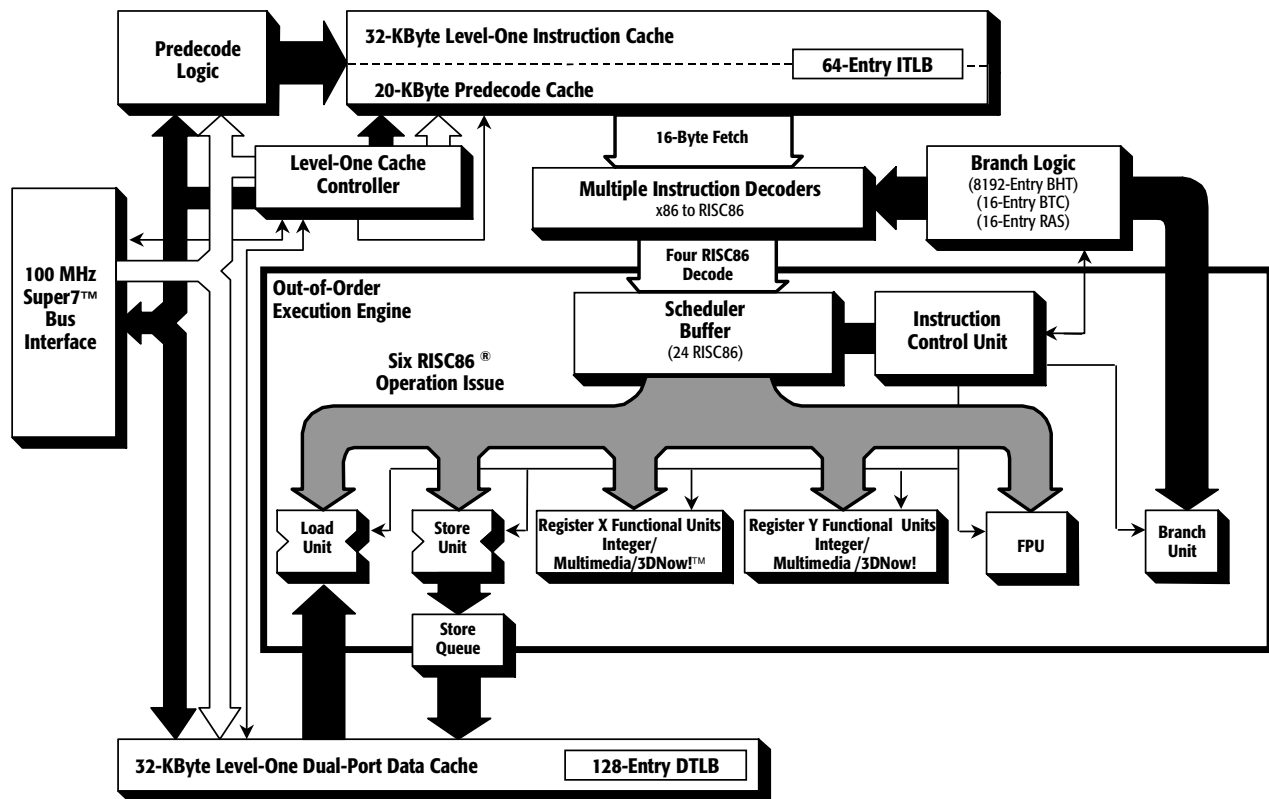 Predecode
Logic
32-KByte Level-One Instruction Cache
64-Entry ITLB
20-KByte Predecode Cache
16-Byte Fetch
Level-One Cache
Controller
Multiple Instruction Decoders
x86 to RISC86
Branch Logic
(8192-Entry BHT)
(16-Entry BTC)
(16-Entry RAS)
Four RISC86
Decode
100 MHz
Super7™
Bus
Interface
Out-of-Order
Execution Engine
Scheduler
Buffer
(24 RISC86)
Instruction
Control Unit
Six RISC86 ®
Operation Issue
Load
Unit
Store
Unit
Register X Functional Units
Integer/
Multimedia/3DNow!™
Register Y Functional Units
Integer/
Multimedia /3DNow!
FPU
Branch
Unit
Store
Queue
32-KByte Level-One Dual-Port Data Cache
128-Entry DTLB